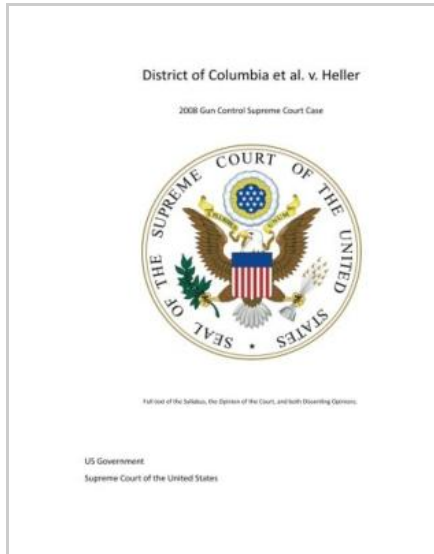 District of Columbia et al. v. Heller
2008 Gun Control Supreme Court Case
SEAL OF THE SUPREME COURT OF THE UNITED STATES
PLURIBUS UNUM
Full text of the Syllabus, the Opinion of the Court, and both Dissenting Opinions.
US Government
Supreme Court of the United States